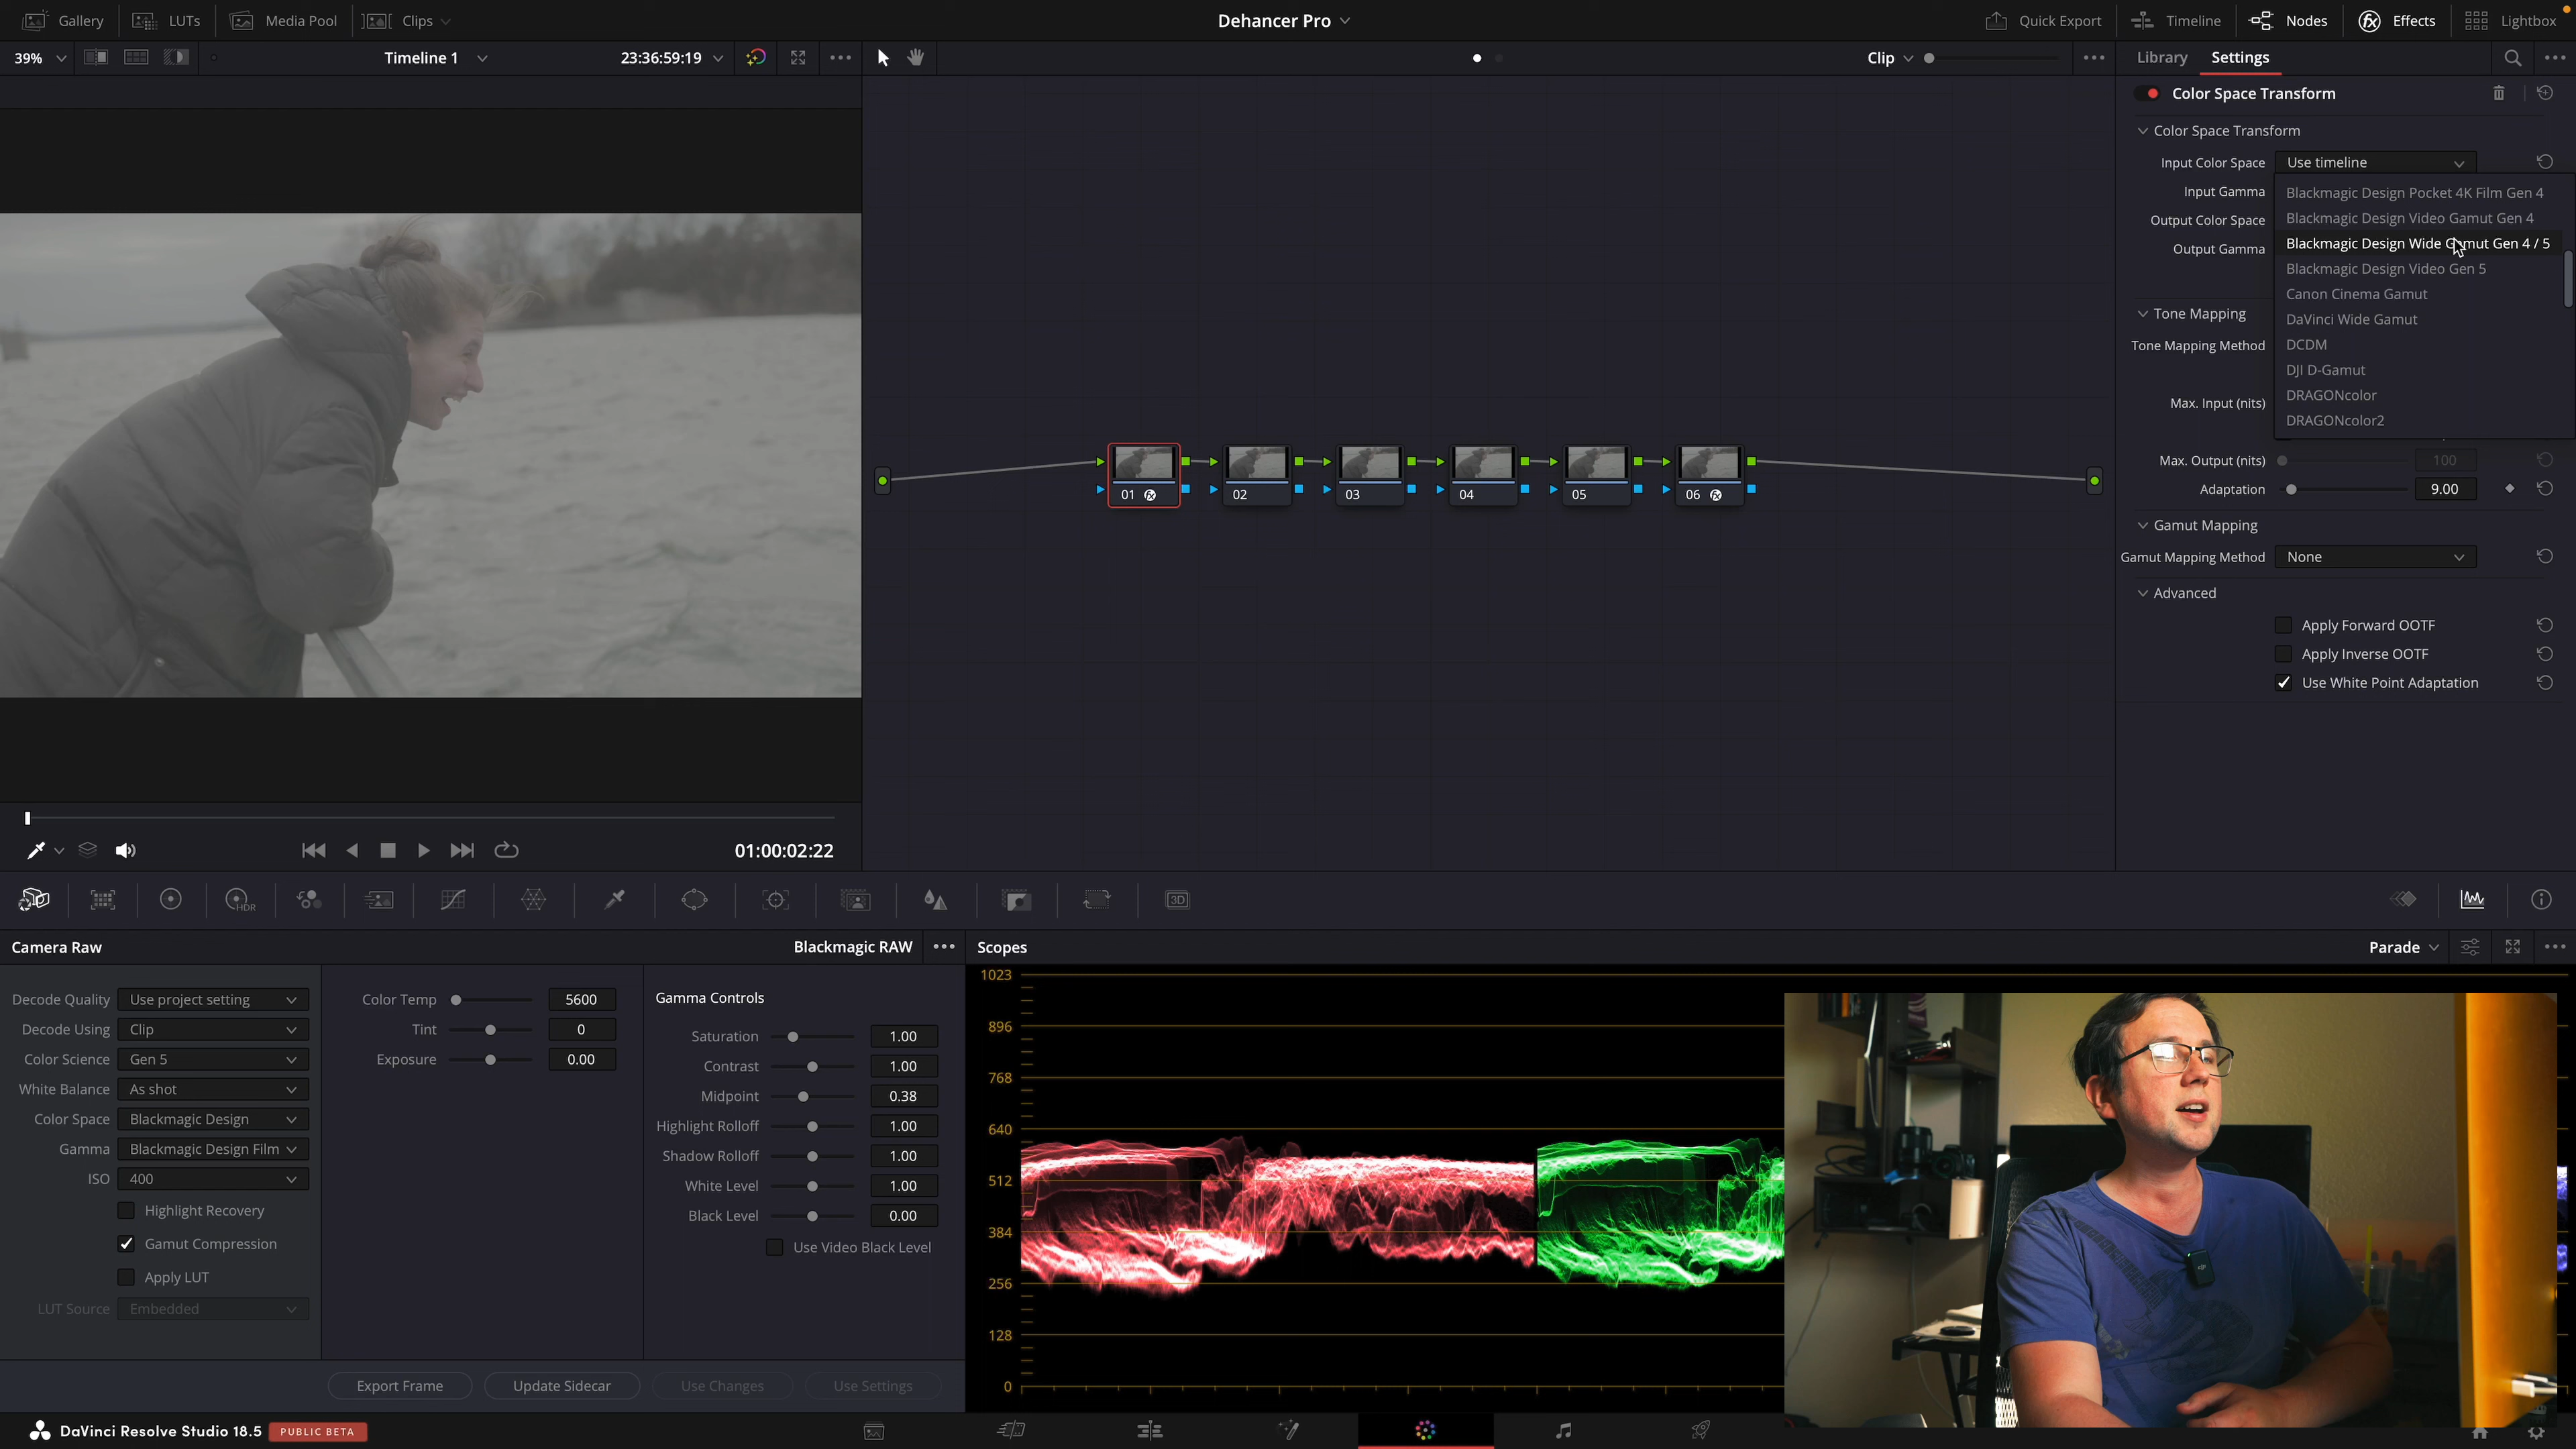 Gallery LUTs Media Pool Clips Dehancer Pro Quick Export Timeline Nodes Effects Lightbox
39% Timeline 1 23:36:59:19 Clip Library Settings
Color Space Transform
Color Space Transform
Input Color Space Use timeline
Input Gamma
Output Color Space
Output Gamma
Blackmagic Design Pocket 4K Film Gen 4
Blackmagic Design Video Gamut Gen 4
Blackmagic Design Wide Gamut Gen 4 / 5
Blackmagic Design Video Gen 5
Canon Cinema Gamut
DaVinci Wide Gamut
DCDM
DJI D-Gamut
DRAGONcolor
DRAGONcolor2
Tone Mapping
Tone Mapping Method
Max. Input (nits)
Max. Output (nits) 100
Adaptation 9.00
Gamut Mapping
Gamut Mapping Method None
Advanced
Apply Forward OOTF
Apply Inverse OOTF
Use White Point Adaptation
01 02 03 04 05 06
01:00:02:22
HDR 3D
Camera Raw Blackmagic RAW
Decode Quality Use project setting
Decode Using Clip
Color Science Gen 5
White Balance As shot
Color Space Blackmagic Design
Gamma Blackmagic Design Film
ISO 400
Highlight Recovery
Gamut Compression
Apply LUT
LUT Source Embedded
Color Temp 5600
Tint 0
Exposure 0.00
Gamma Controls
Saturation 1.00
Contrast 1.00
Midpoint 0.38
Highlight Rolloff 1.00
Shadow Rolloff 1.00
White Level 1.00
Black Level 0.00
Use Video Black Level
Export Frame Update Sidecar Use Changes Use Settings
Scopes Parade
1023
896
768
640
512
384
256
128
0
DaVinci Resolve Studio 18.5 PUBLIC BETA